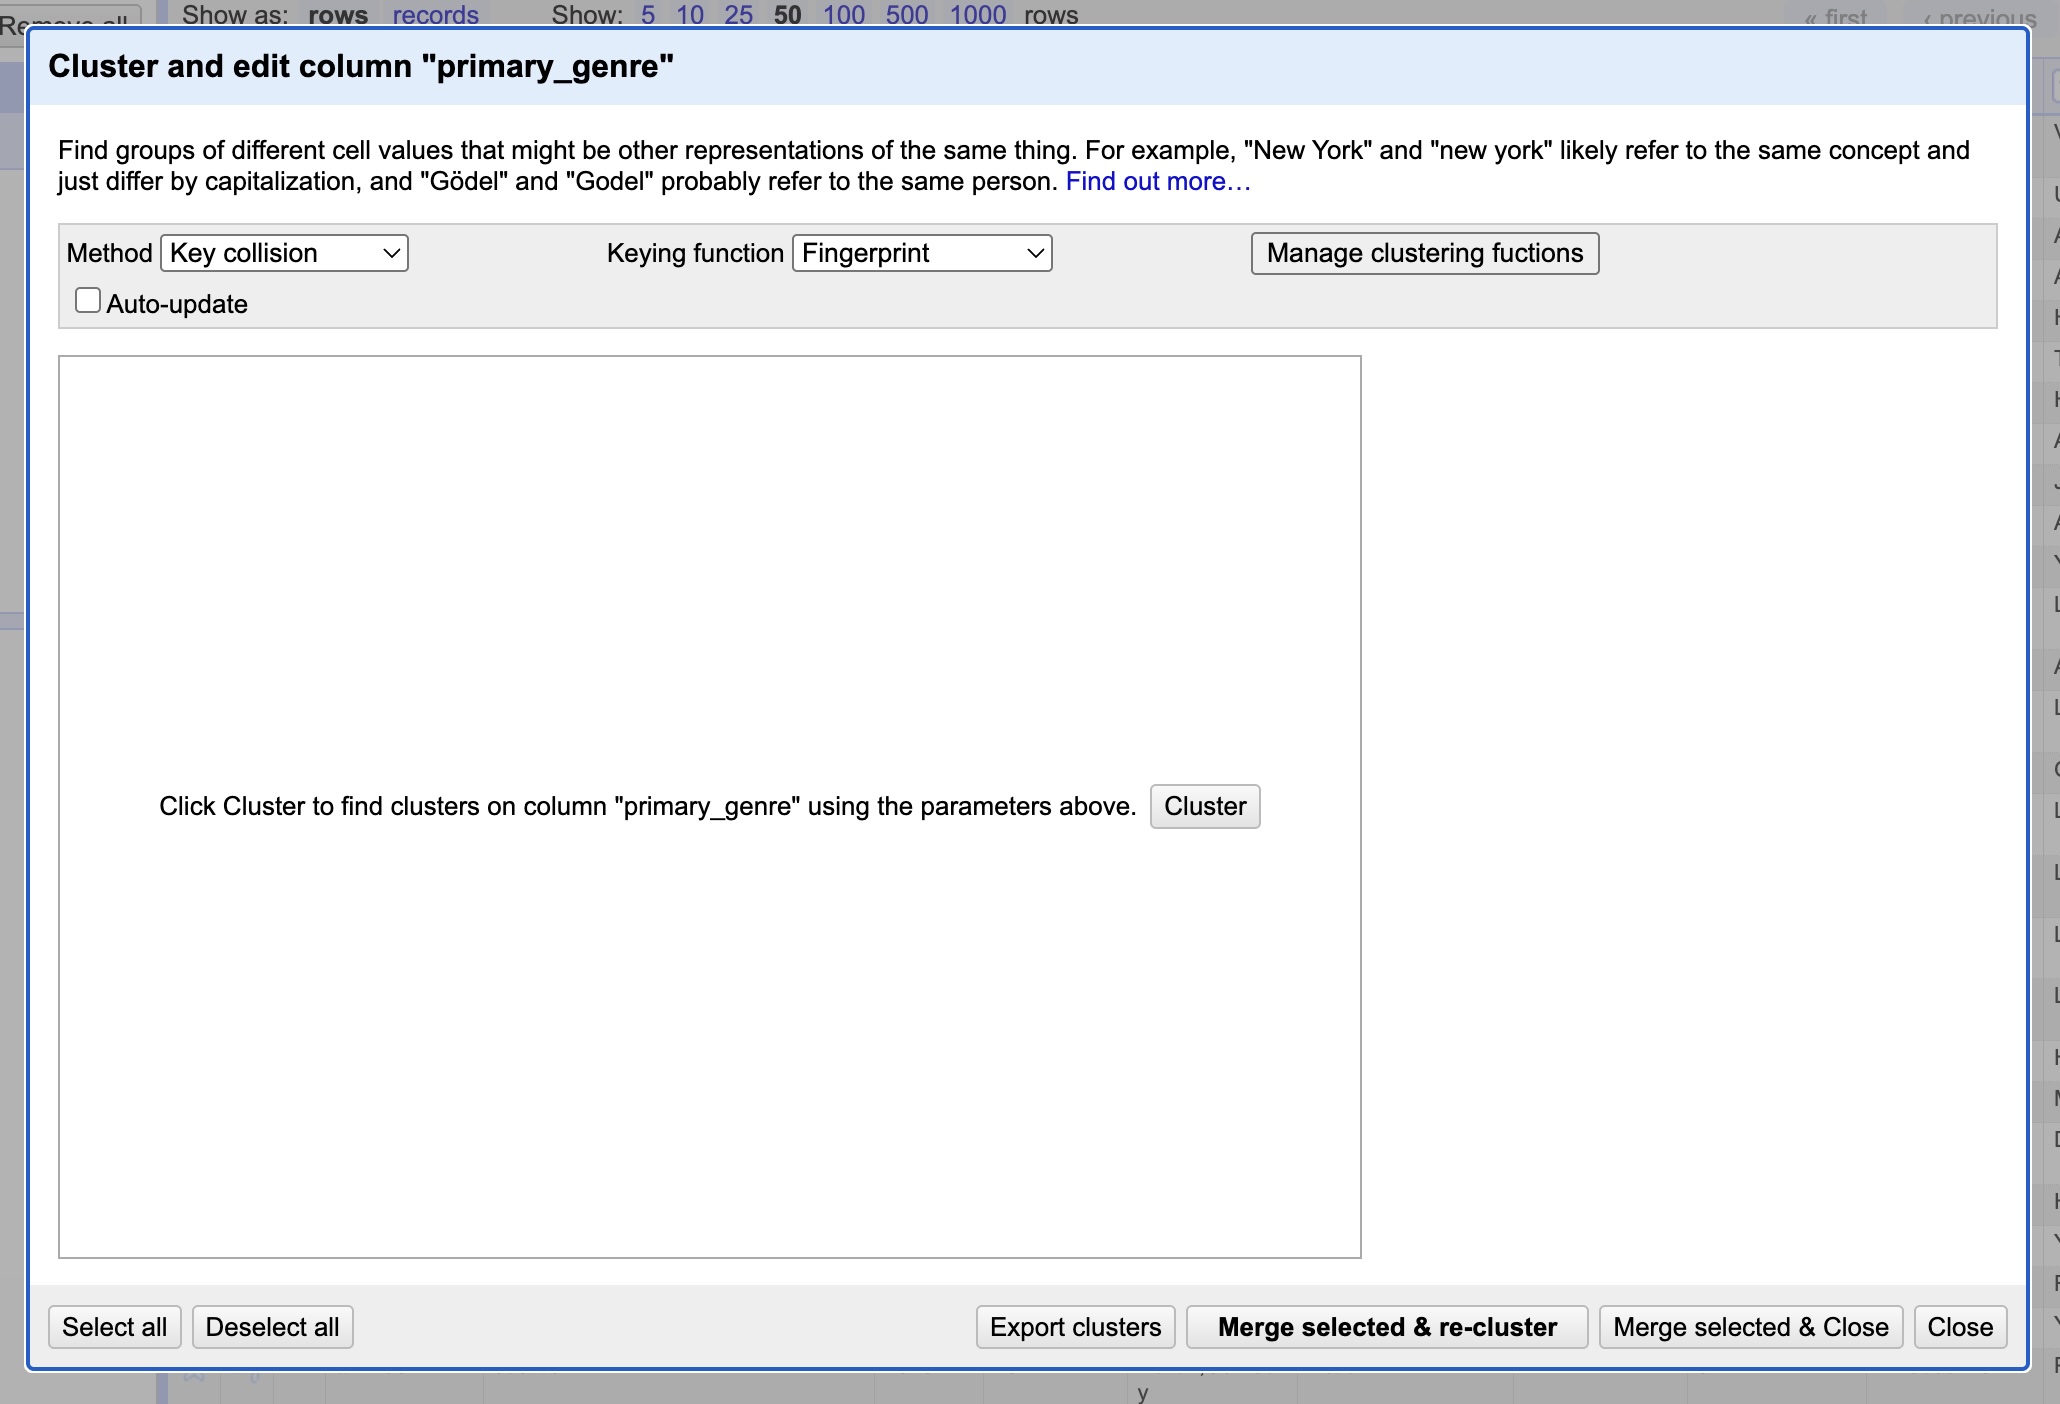 Show as: rows records Show: 5 10 25 50 100 500 1000 rows « first ‹ previous
Cluster and edit column "primary_genre"
Find groups of different cell values that might be other representations of the same thing. For example, "New York" and "new york" likely refer to the same concept and
just differ by capitalization, and "Gödel" and "Godel" probably refer to the same person. Find out more…
Method Key collision Keying function Fingerprint Manage clustering fuctions
Auto-update
Click Cluster to find clusters on column "primary_genre" using the parameters above. Cluster
Select all Deselect all Export clusters Merge selected & re-cluster Merge selected & Close Close
y